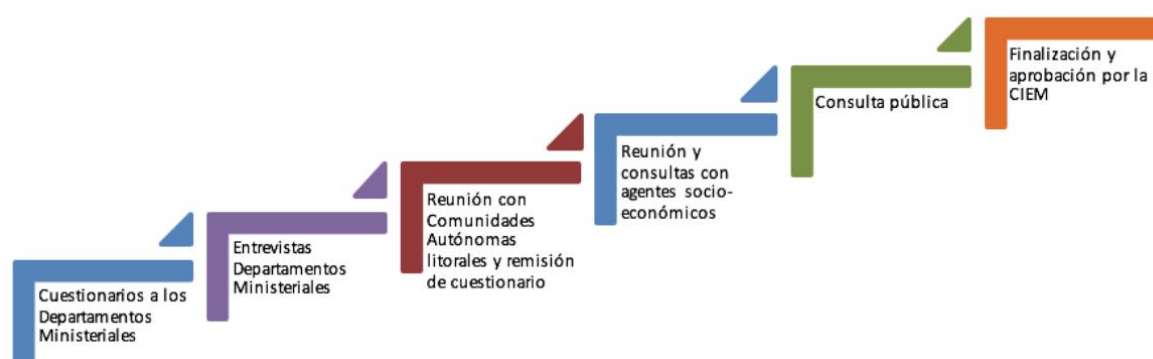 Cuestionarios a los
Departamentos
Ministeriales
Entrevistas
Departamentos
Ministeriales
Reunión con
Comunidades
Autónomas
litorales y remisión
de cuestionario
Reunión y
consultas con
agentes socio-
económicos
Consulta pública
Finalización y
aprobación por la
CIEM